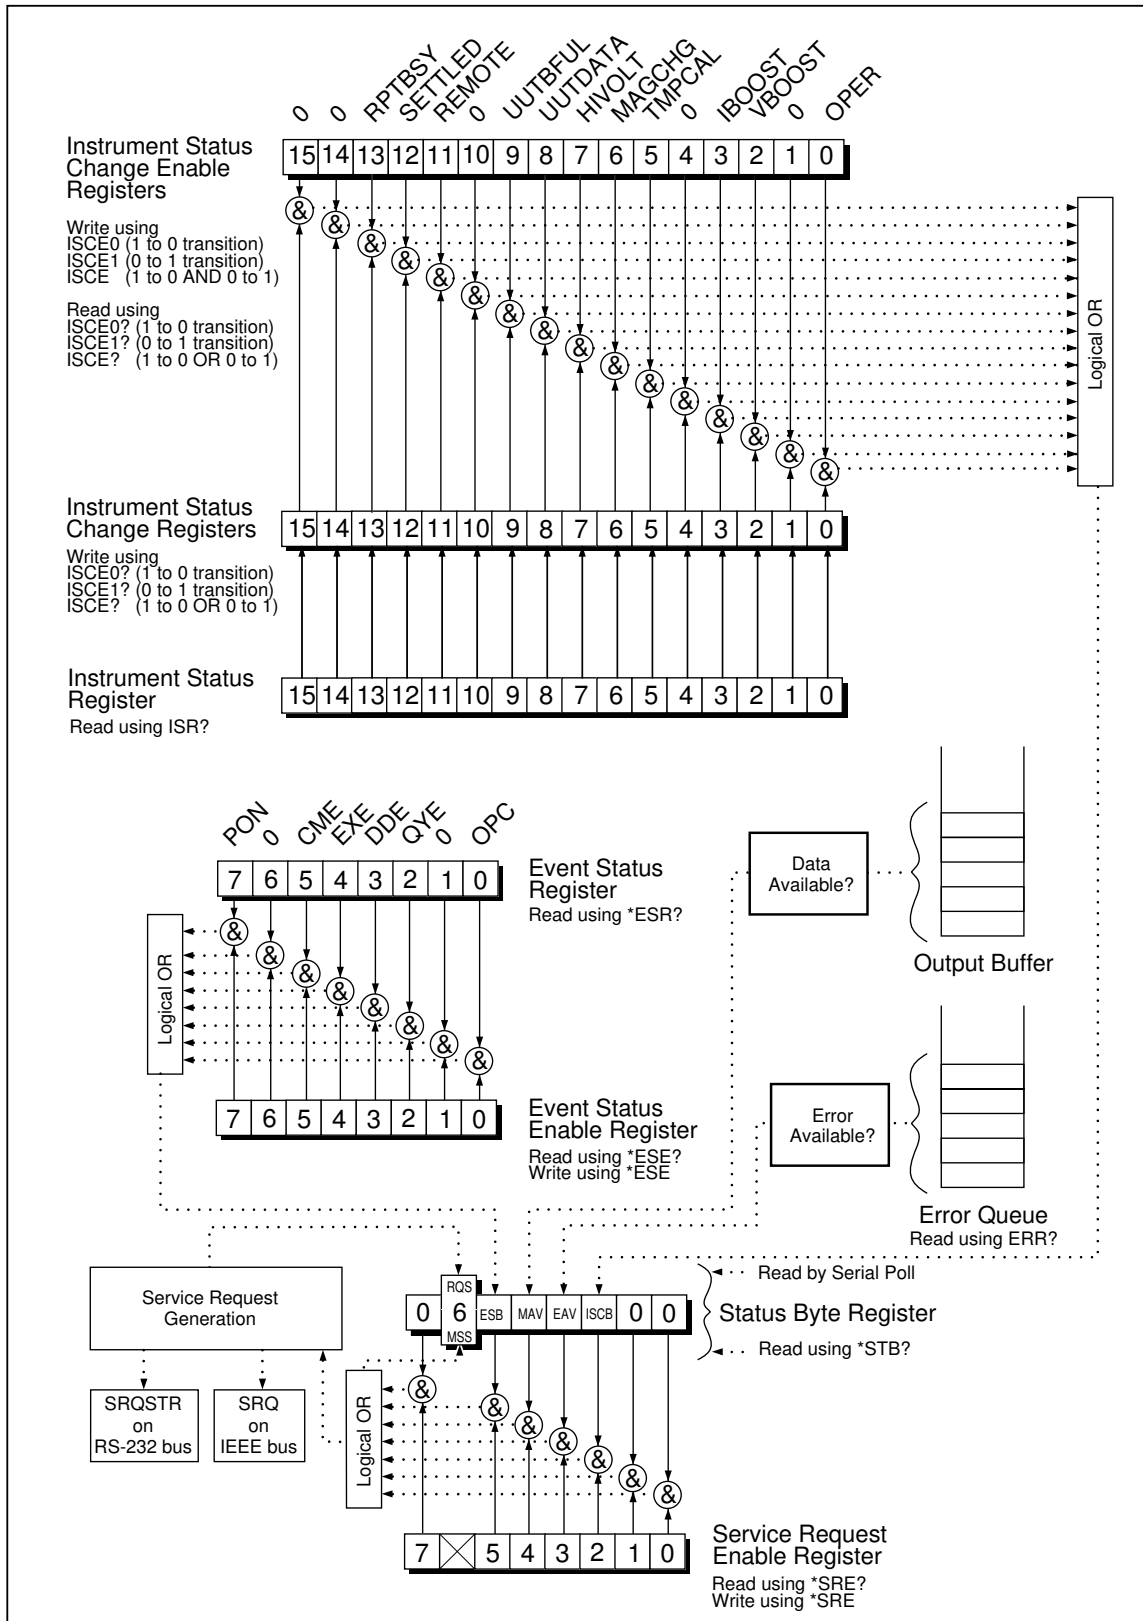 0 0 RPTBSY SETTLED REMOTE 0 UUTBFUL UUTDATA HIVOLT MAGCHG TMPCAL 0 IBOOST VBOOST 0 OPER
Instrument Status
Change Enable
Registers
15 14 13 12 11 10 9 8 7 6 5 4 3 2 1 0
Write using
ISCE0 (1 to 0 transition)
ISCE1 (0 to 1 transition)
ISCE (1 to 0 AND 0 to 1)
Read using
ISCE0? (1 to 0 transition)
ISCE1? (0 to 1 transition)
ISCE? (1 to 0 OR 0 to 1)
& & & & & & & & & & & & & & & &
Logical OR
Instrument Status
Change Registers
15 14 13 12 11 10 9 8 7 6 5 4 3 2 1 0
Write using
ISCE0? (1 to 0 transition)
ISCE1? (0 to 1 transition)
ISCE? (1 to 0 OR 0 to 1)
Instrument Status
Register
15 14 13 12 11 10 9 8 7 6 5 4 3 2 1 0
Read using ISR?
PON 0 CME EXE DDE QYE 0 OPC
7 6 5 4 3 2 1 0
Event Status
Register
Read using *ESR?
& & & & & & & &
Logical OR
7 6 5 4 3 2 1 0
Event Status
Enable Register
Read using *ESE?
Write using *ESE
Data
Available?
Output Buffer
Error
Available?
Error Queue
Read using ERR?
Service Request
Generation
SRQSTR
on
RS-232 bus
SRQ
on
IEEE bus
RQS
0 6 ESB MAV EAV ISCB 0 0
MSS
Read by Serial Poll
Status Byte Register
Read using *STB?
& & & & & & &
Logical OR
7 5 4 3 2 1 0
Service Request
Enable Register
Read using *SRE?
Write using *SRE